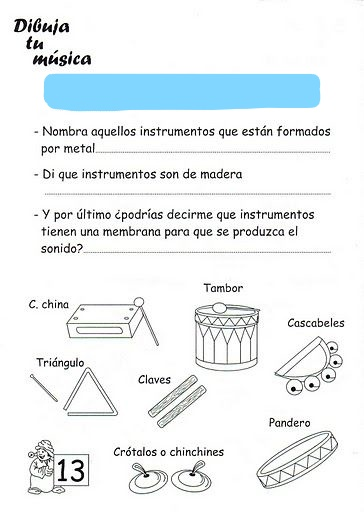 Dibuja
tu
música
- Nombra aquellos instrumentos que están formados
por metal
- Di que instrumentos son de madera
- Y por último ¿podrías decirme que instrumentos
tienen una membrana para que se produzca el
sonido?
Tambor
C. china
Cascabeles
Triángulo
Claves
Pandero
Crótalos o chinchines
13